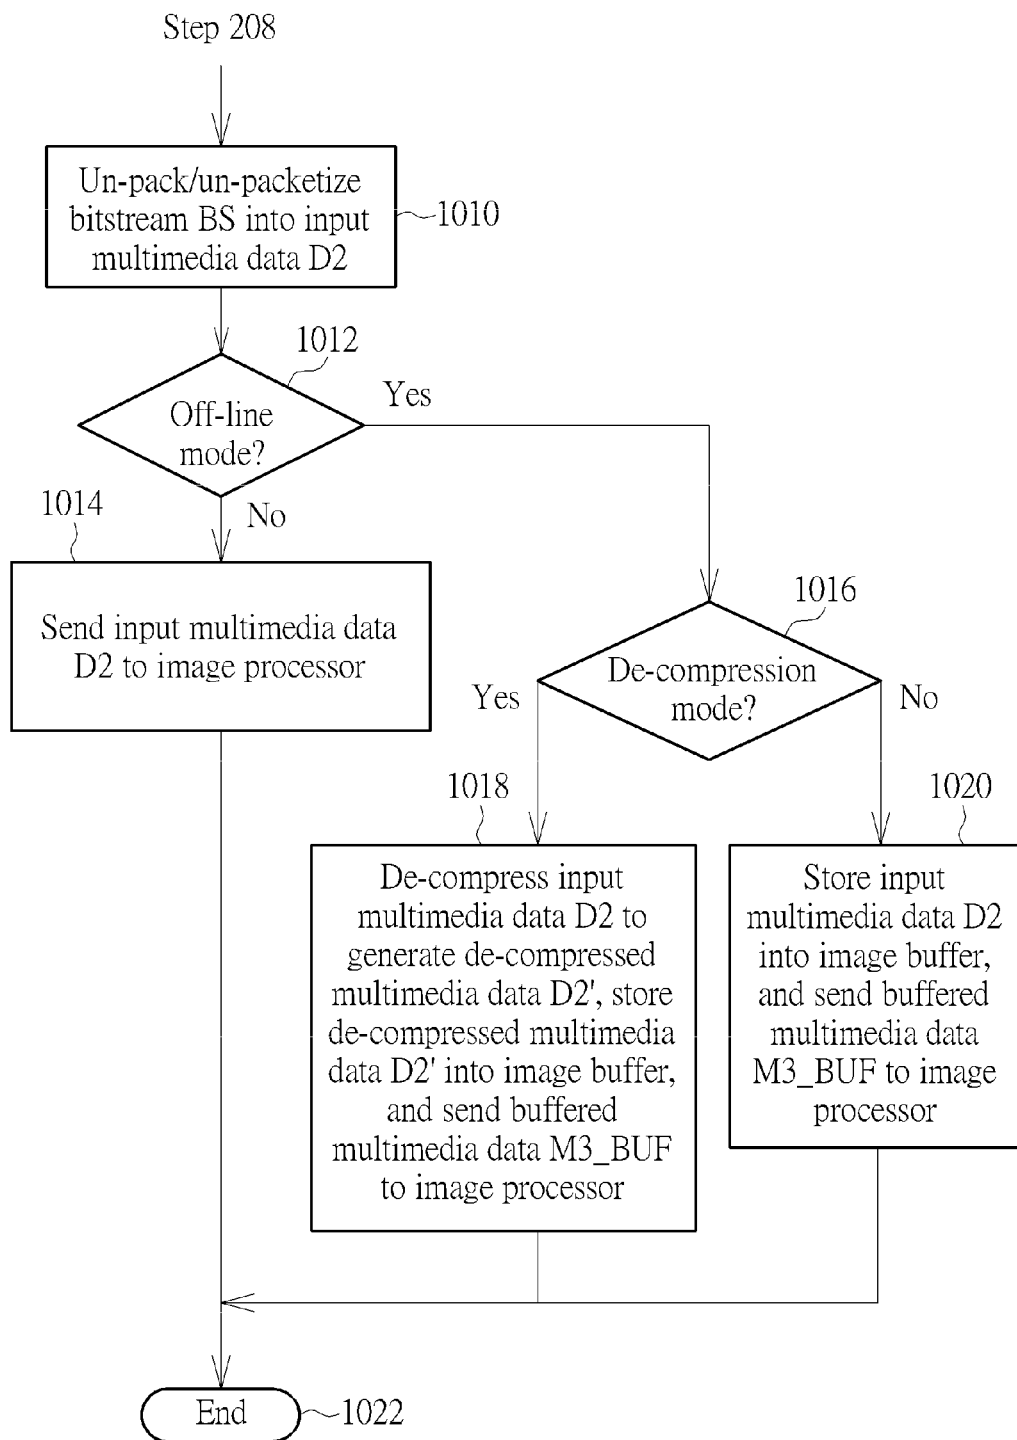 Step 208
Un-pack/un-packetize
bitstream BS into input
multimedia data D2
1010
1012
Off-line
mode?
Yes
No
1014
Send input multimedia data
D2 to image processor
1016
De-compression
mode?
Yes
No
1018
De-compress input
multimedia data D2 to
generate de-compressed
multimedia data D2', store
de-compressed multimedia
data D2' into image buffer,
and send buffered
multimedia data M3_BUF
to image processor
1020
Store input
multimedia data D2
into image buffer,
and send buffered
multimedia data
M3_BUF to image
processor
End
1022